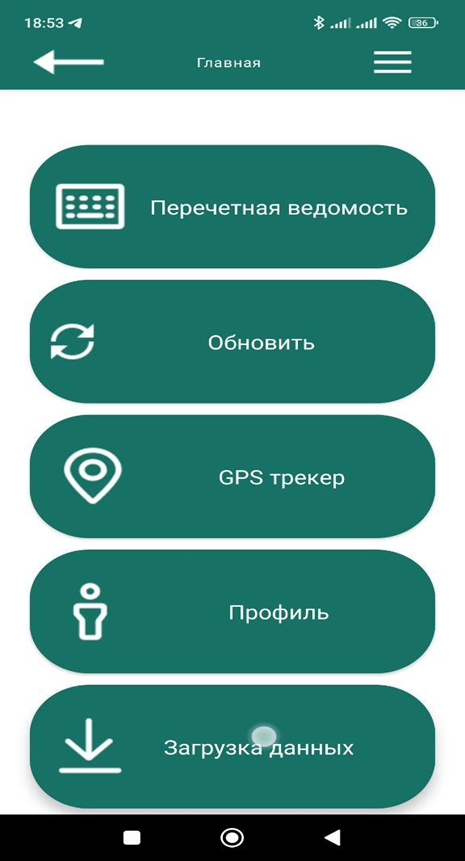 18:53
36
Главная
Перечетная ведомость
Обновить
GPS трекер
Профиль
Загрузка данных